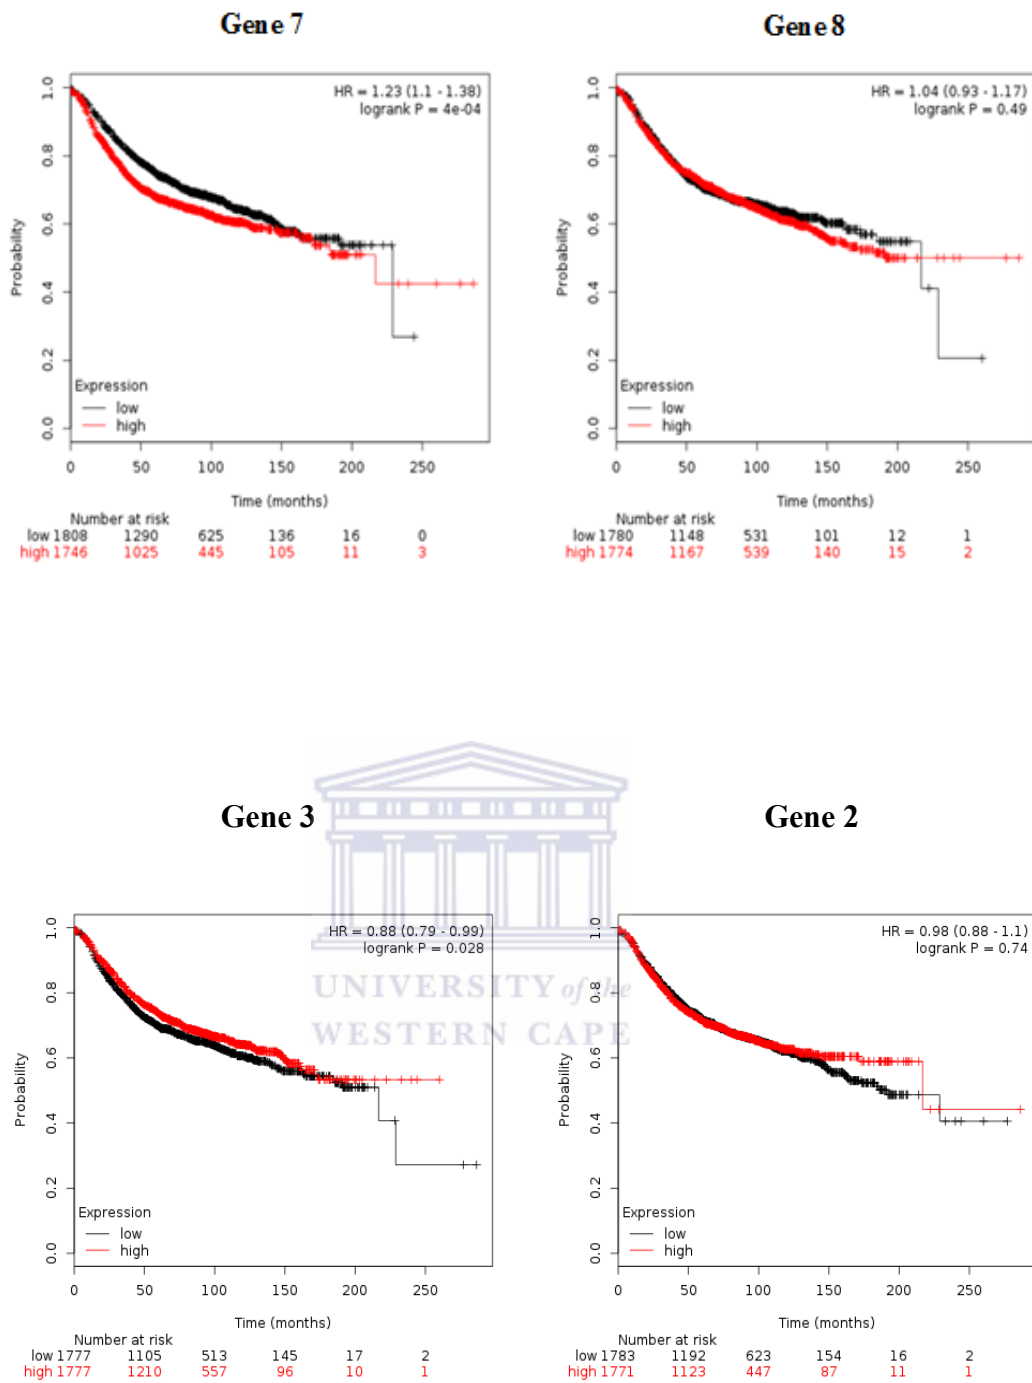 Gene 7
HR = 1.23 (1.1 - 1.38)
logrank P = 4e-04
1.0
0.8
0.6
0.4
0.2
0.0
Probability
Expression
low
high
0 50 100 150 200 250
Time (months)
Number at risk
low 1808 1290 625 136 16 0
high 1746 1025 445 105 11 3
Gene 8
HR = 1.04 (0.93 - 1.17)
logrank P = 0.49
1.0
0.8
0.6
0.4
0.2
0.0
Probability
Expression
low
high
0 50 100 150 200 250
Time (months)
Number at risk
low 1780 1148 531 101 12 1
high 1774 1167 539 140 15 2
Gene 3
HR = 0.88 (0.79 - 0.99)
logrank P = 0.028
1.0
0.8
0.6
0.4
0.2
0.0
Probability
Expression
low
high
0 50 100 150 200 250
Time (months)
Number at risk
low 1777 1105 513 145 17 2
high 1777 1210 557 96 10 1
UNIVERSITY of the
WESTERN CAPE
Gene 2
HR = 0.98 (0.88 - 1.1)
logrank P = 0.74
1.0
0.8
0.6
0.4
0.2
0.0
Probability
Expression
low
high
0 50 100 150 200 250
Time (months)
Number at risk
low 1783 1192 623 154 16 2
high 1771 1123 447 87 11 1